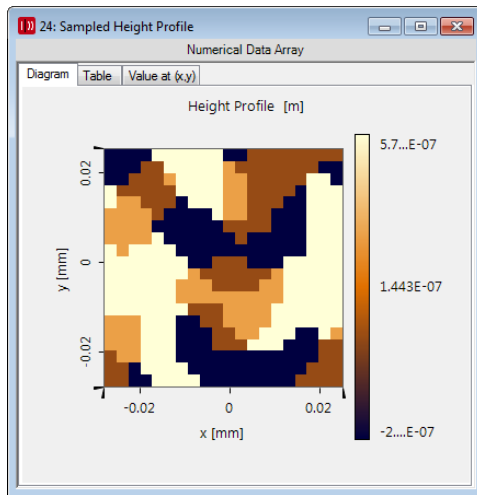 24: Sampled Height Profile
Numerical Data Array
Diagram Table Value at (x,y)
Height Profile [m]
5.7...E-07
1.443E-07
-2....E-07
0.02
0
-0.02
y [mm]
-0.02 0 0.02
x [mm]